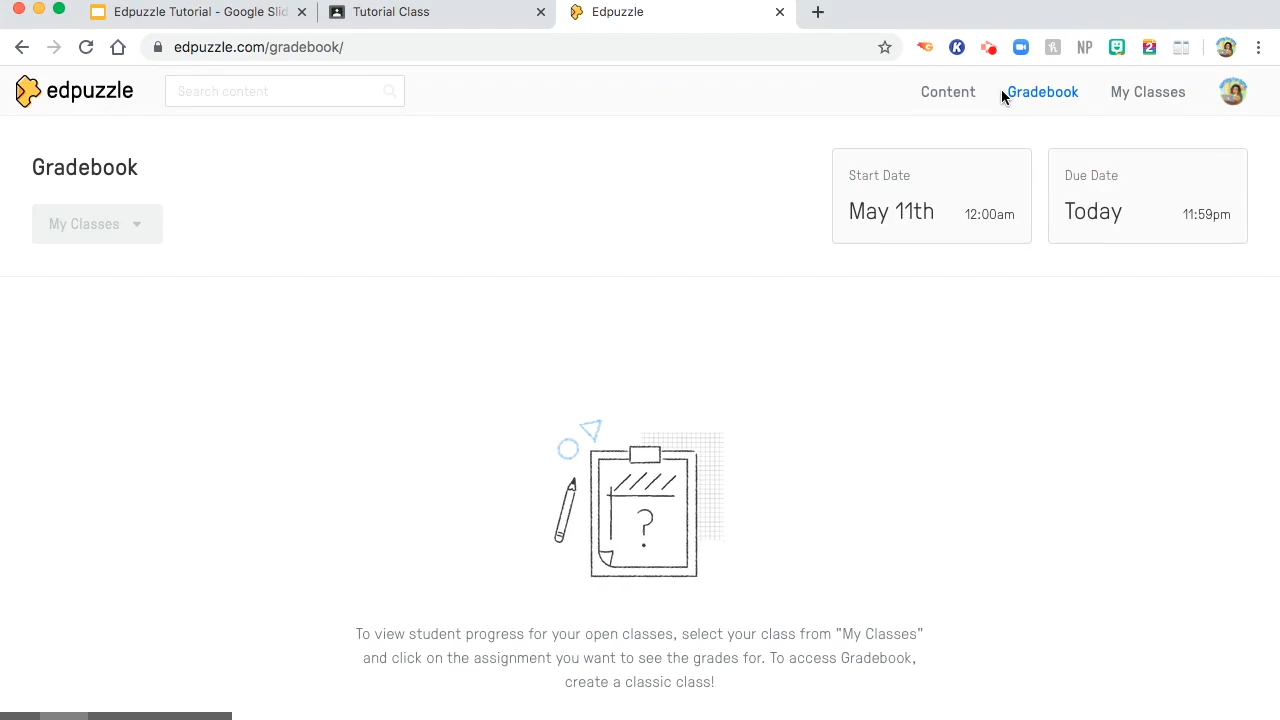 Edpuzzle Tutorial - Google Slid
Tutorial Class
Edpuzzle
edpuzzle.com/gradebook/
NP
2
edpuzzle
Search content
Content
Gradebook
My Classes
Gradebook
My Classes
Start Date
May 11th 12:00am
Due Date
Today 11:59pm
?
To view student progress for your open classes, select your class from "My Classes"
and click on the assignment you want to see the grades for. To access Gradebook,
create a classic class!